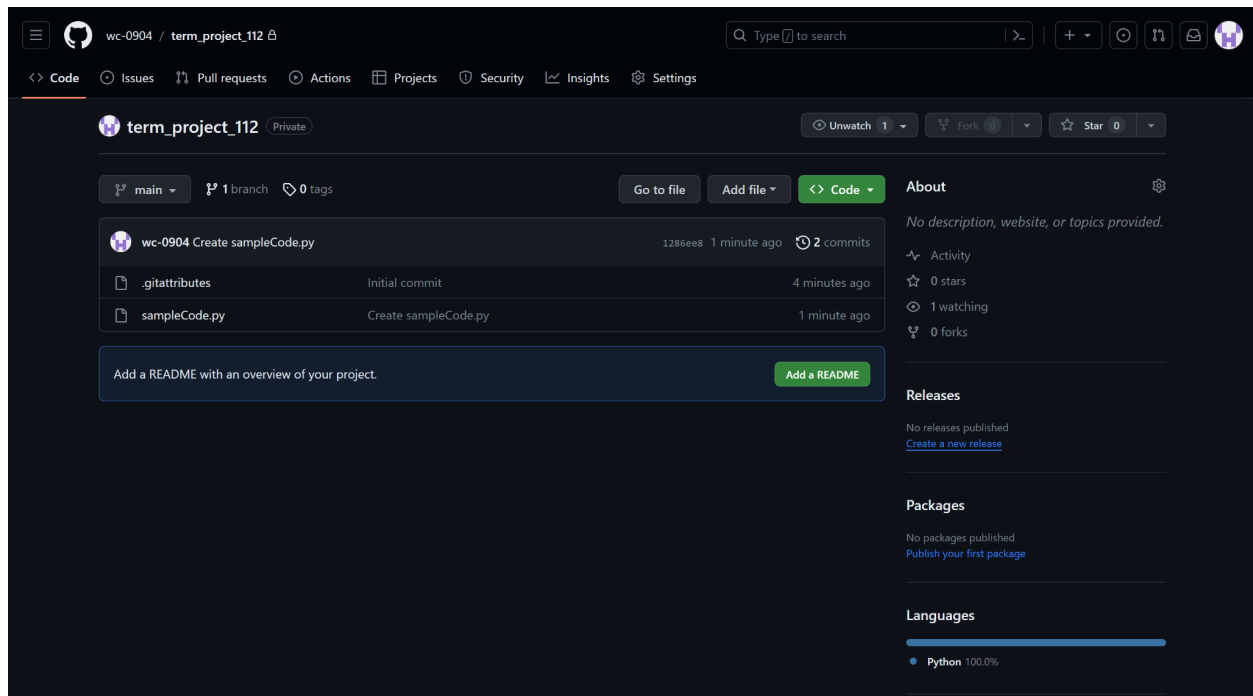 wc-0904 / term_project_112
Type / to search
Code Issues Pull requests Actions Projects Security Insights Settings
term_project_112 Private
Unwatch 1 Fork 0 Star 0
main 1 branch 0 tags
Go to file Add file Code
wc-0904 Create sampleCode.py 1286ee8 1 minute ago 2 commits
.gitattributes Initial commit 4 minutes ago
sampleCode.py Create sampleCode.py 1 minute ago
Add a README with an overview of your project. Add a README
About
No description, website, or topics provided.
Activity
0 stars
1 watching
0 forks
Releases
No releases published
Create a new release
Packages
No packages published
Publish your first package
Languages
Python 100.0%